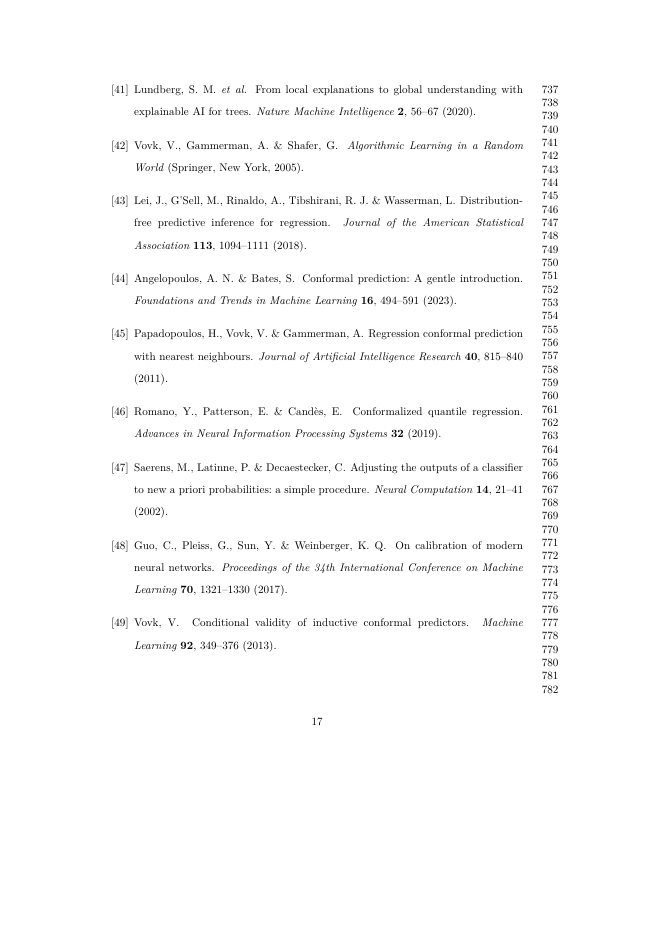 [41] Lundberg, S. M. et al. From local explanations to global understanding with
explainable AI for trees. Nature Machine Intelligence 2, 56–67 (2020).
[42] Vovk, V., Gammerman, A. & Shafer, G. Algorithmic Learning in a Random
World (Springer, New York, 2005).
[43] Lei, J., G'Sell, M., Rinaldo, A., Tibshirani, R. J. & Wasserman, L. Distribution-
free predictive inference for regression. Journal of the American Statistical
Association 113, 1094–1111 (2018).
[44] Angelopoulos, A. N. & Bates, S. Conformal prediction: A gentle introduction.
Foundations and Trends in Machine Learning 16, 494–591 (2023).
[45] Papadopoulos, H., Vovk, V. & Gammerman, A. Regression conformal prediction
with nearest neighbours. Journal of Artificial Intelligence Research 40, 815–840
(2011).
[46] Romano, Y., Patterson, E. & Candès, E. Conformalized quantile regression.
Advances in Neural Information Processing Systems 32 (2019).
[47] Saerens, M., Latinne, P. & Decaestecker, C. Adjusting the outputs of a classifier
to new a priori probabilities: a simple procedure. Neural Computation 14, 21–41
(2002).
[48] Guo, C., Pleiss, G., Sun, Y. & Weinberger, K. Q. On calibration of modern
neural networks. Proceedings of the 34th International Conference on Machine
Learning 70, 1321–1330 (2017).
[49] Vovk, V. Conditional validity of inductive conformal predictors. Machine
Learning 92, 349–376 (2013).
737
738
739
740
741
742
743
744
745
746
747
748
749
750
751
752
753
754
755
756
757
758
759
760
761
762
763
764
765
766
767
768
769
770
771
772
773
774
775
776
777
778
779
780
781
782
17